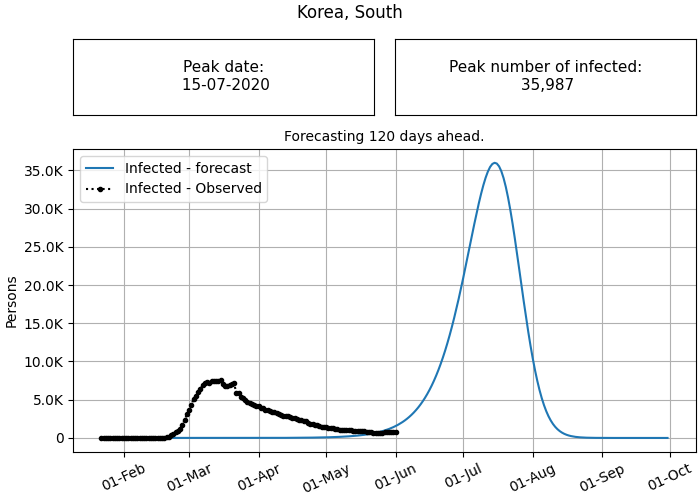 Korea, South
Peak date:
15-07-2020
Peak number of infected:
35,987
Forecasting 120 days ahead.
Infected - forecast
Infected - Observed
35.0K
30.0K
25.0K
20.0K
15.0K
10.0K
5.0K
0
Persons
01-Feb
01-Mar
01-Apr
01-May
01-Jun
01-Jul
01-Aug
01-Sep
01-Oct